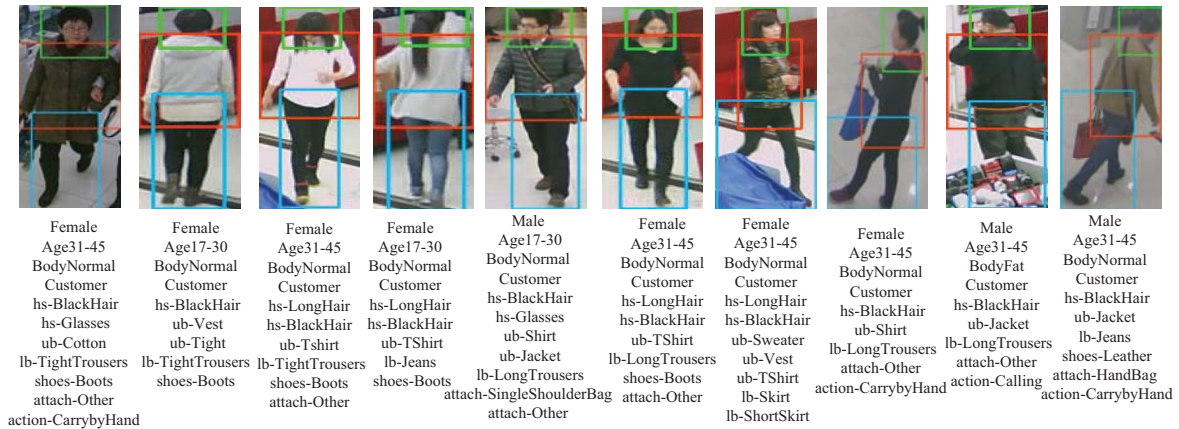 Female
Age31-45
BodyNormal
Customer
hs-BlackHair
hs-Glasses
ub-Cotton
lb-TightTrousers
shoes-Boots
attach-Other
action-CarrybyHand
Female
Age17-30
BodyNormal
Customer
hs-BlackHair
ub-Vest
ub-Tight
lb-TightTrousers
shoes-Boots
Female
Age31-45
BodyNormal
Customer
hs-LongHair
hs-BlackHair
ub-Tshirt
lb-TightTrousers
shoes-Boots
attach-Other
Female
Age17-30
BodyNormal
Customer
hs-LongHair
hs-BlackHair
ub-TShirt
lb-Jeans
shoes-Boots
Male
Age17-30
BodyNormal
Customer
hs-BlackHair
hs-Glasses
ub-Shirt
ub-Jacket
lb-LongTrousers
attach-SingleShoulderBag
attach-Other
Female
Age31-45
BodyNormal
Customer
hs-LongHair
hs-BlackHair
ub-TShirt
lb-LongTrousers
shoes-Boots
attach-Other
Female
Age31-45
BodyNormal
Customer
hs-LongHair
hs-BlackHair
ub-Sweater
ub-Vest
ub-TShirt
lb-Skirt
lb-ShortSkirt
Female
Age31-45
BodyNormal
Customer
hs-BlackHair
ub-Shirt
lb-LongTrousers
attach-Other
action-CarrybyHand
Male
Age31-45
BodyFat
Customer
hs-BlackHair
ub-Jacket
lb-LongTrousers
attach-Other
action-Calling
Male
Age31-45
BodyNormal
Customer
hs-BlackHair
ub-Jacket
lb-Jeans
shoes-Leather
attach-HandBag
action-CarrybyHand